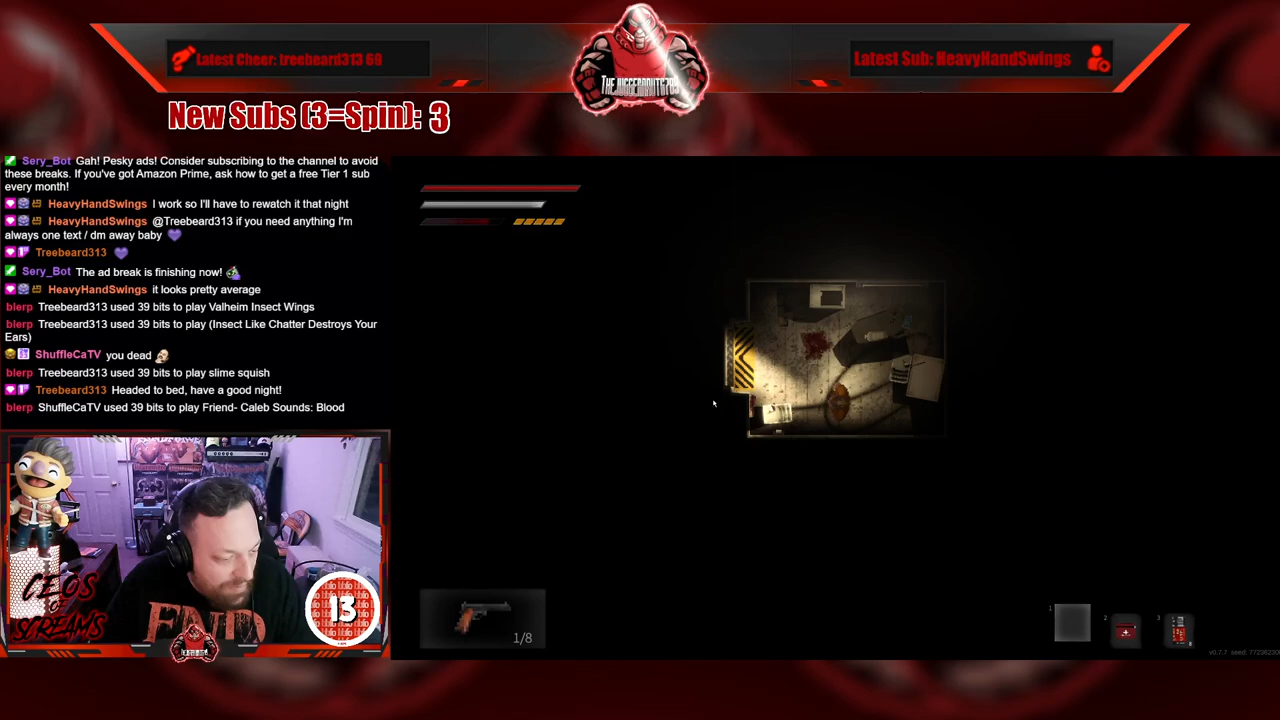 Latest Cheer: treebeard313 69
THEJUGGERNAUT6789
Latest Sub: HeavyHandSwings
New Subs (3=Spin): 3
Sery_Bot Gah! Pesky ads! Consider subscribing to the channel to avoid
these breaks. If you've got Amazon Prime, ask how to get a free Tier 1 sub
every month!
HeavyHandSwings I work so I'll have to rewatch it that night
HeavyHandSwings @Treebeard313 if you need anything I'm
always one text / dm away baby
Treebeard313
Sery_Bot The ad break is finishing now!
HeavyHandSwings it looks pretty average
blerp Treebeard313 used 39 bits to play Valheim Insect Wings
blerp Treebeard313 used 39 bits to play (Insect Like Chatter Destroys Your
Ears)
ShuffleCaTV you dead
blerp Treebeard313 used 39 bits to play slime squish
Treebeard313 Headed to bed, have a good night!
blerp ShuffleCaTV used 39 bits to play Friend- Caleb Sounds: Blood
CEOS
OF
SCREAMS
13
1/8
1
2
3